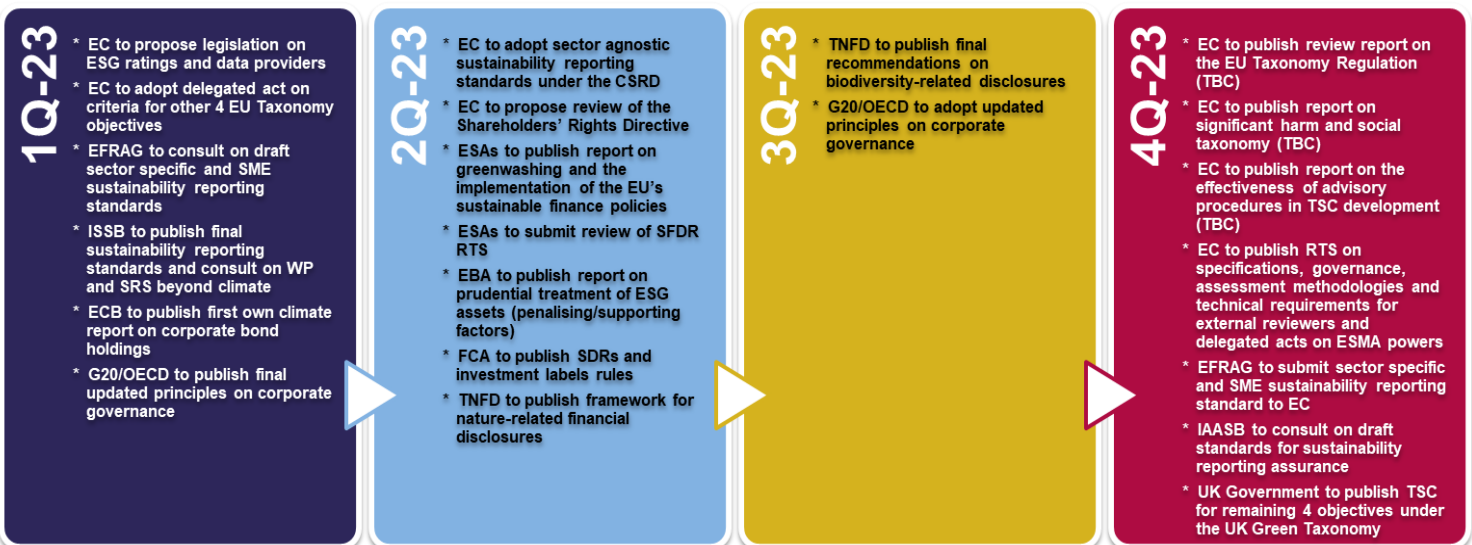 1Q-23
* EC to propose legislation on
ESG ratings and data providers
* EC to adopt delegated act on
criteria for other 4 EU Taxonomy
objectives
* EFRAG to consult on draft
sector specific and SME
sustainability reporting
standards
* ISSB to publish final
sustainability reporting
standards and consult on WP
and SRS beyond climate
* ECB to publish first own climate
report on corporate bond
holdings
* G20/OECD to publish final
updated principles on corporate
governance
2Q-23
* EC to adopt sector agnostic
sustainability reporting
standards under the CSRD
* EC to propose review of the
Shareholders' Rights Directive
* ESAs to publish report on
greenwashing and the
implementation of the EU's
sustainable finance policies
* ESAs to submit review of SFDR
RTS
* EBA to publish report on
prudential treatment of ESG
assets (penalising/supporting
factors)
* FCA to publish SDRs and
investment labels rules
* TNFD to publish framework for
nature-related financial
disclosures
3Q-23
* TNFD to publish final
recommendations on
biodiversity-related disclosures
* G20/OECD to adopt updated
principles on corporate
governance
4Q-23
* EC to publish review report on
the EU Taxonomy Regulation
(TBC)
* EC to publish report on
significant harm and social
taxonomy (TBC)
* EC to publish report on the
effectiveness of advisory
procedures in TSC development
(TBC)
* EC to publish RTS on
specifications, governance,
assessment methodologies and
technical requirements for
external reviewers and
delegated acts on ESMA powers
* EFRAG to submit sector specific
and SME sustainability reporting
standard to EC
* IAASB to consult on draft
standards for sustainability
reporting assurance
* UK Government to publish TSC
for remaining 4 objectives under
the UK Green Taxonomy